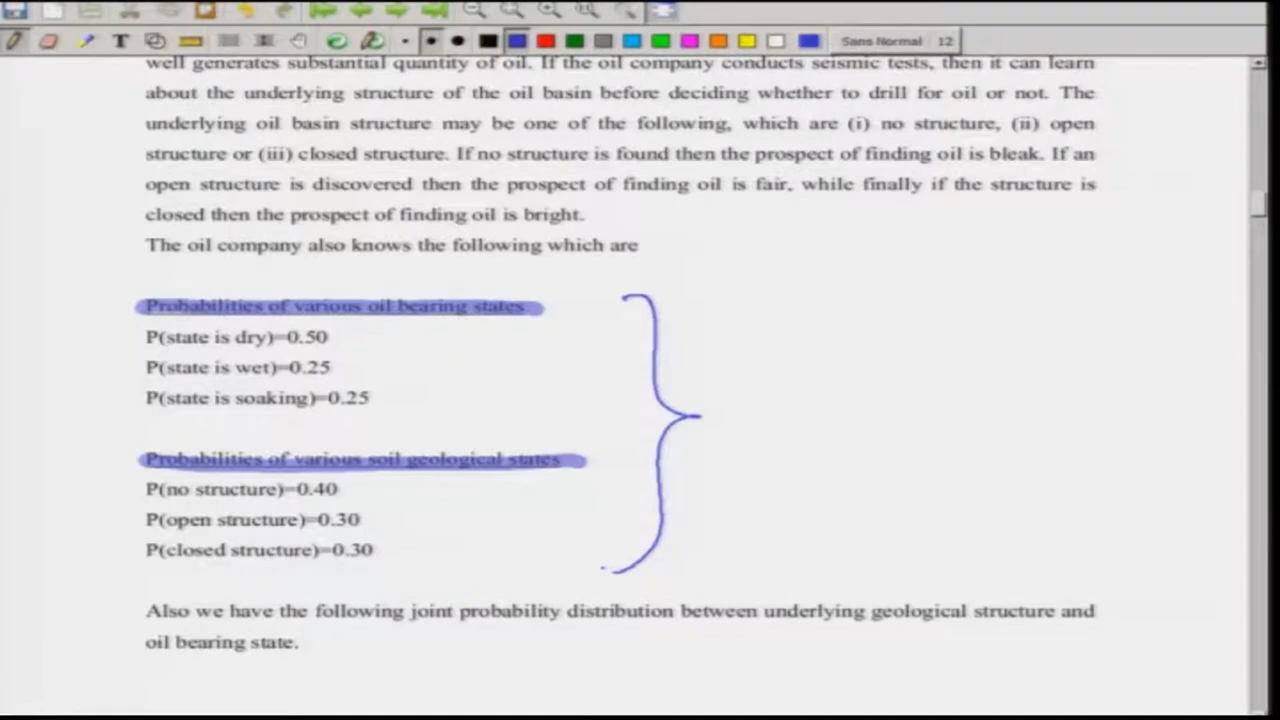 T
Sans Normal 12
well generates substantial quantity of oil. If the oil company conducts seismic tests, then it can learn
about the underlying structure of the oil basin before deciding whether to drill for oil or not. The
underlying oil basin structure may be one of the following, which are (i) no structure, (ii) open
structure or (iii) closed structure. If no structure is found then the prospect of finding oil is bleak. If an
open structure is discovered then the prospect of finding oil is fair, while finally if the structure is
closed then the prospect of finding oil is bright.
The oil company also knows the following which are
Probabilities of various oil bearing states
P(state is dry)=0.50
P(state is wet)=0.25
P(state is soaking)=0.25
Probabilities of various soil geological states
P(no structure)=0.40
P(open structure)=0.30
P(closed structure)=0.30
Also we have the following joint probability distribution between underlying geological structure and
oil bearing state.